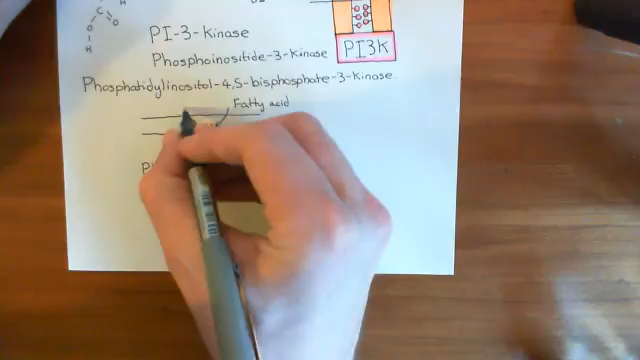 H
C
O
O
H
PI-3-kinase
Phosphoinositide-3-kinase
PI3K
Phosphatidylinositol-4,5-bisphosphate-3-kinase.
Fatty acid